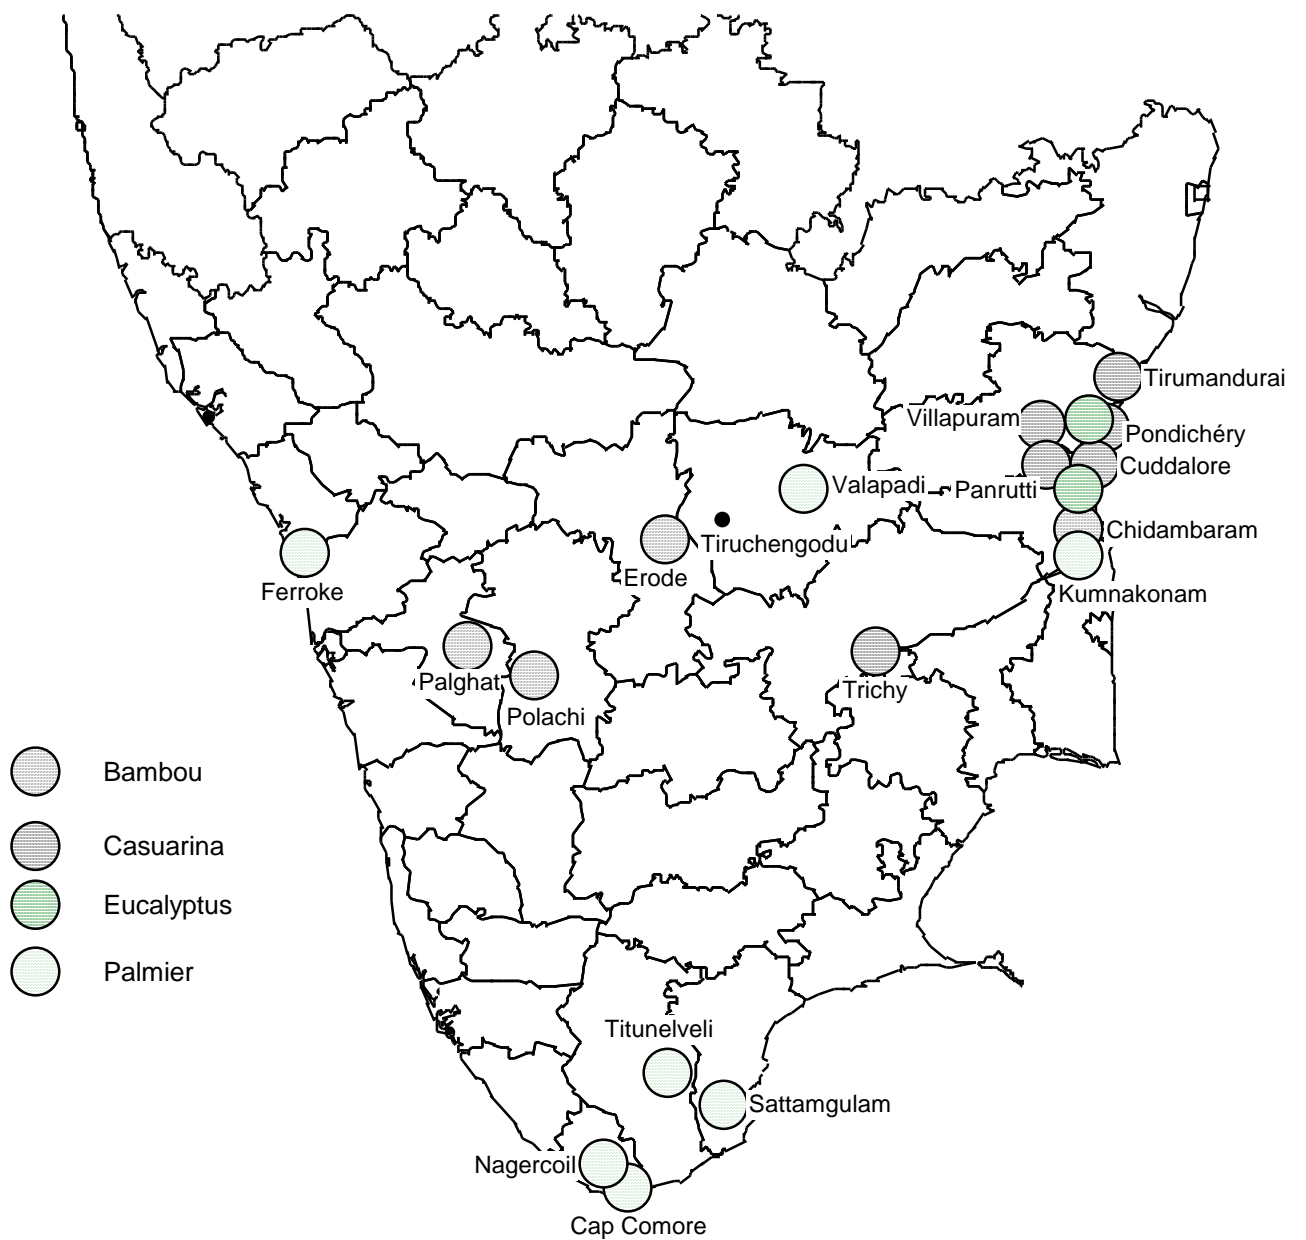 Tirumandurai
Villapuram
Pondichéry
Cuddalore
Valapadi
Panrutti
Tiruchengodu
Chidambaram
Erode
Ferroke
Kumnakonam
Palghat
Trichy
Polachi
Bambou
Casuarina
Eucalyptus
Palmier
Titunelveli
Sattamgulam
Nagercoil
Cap Comore